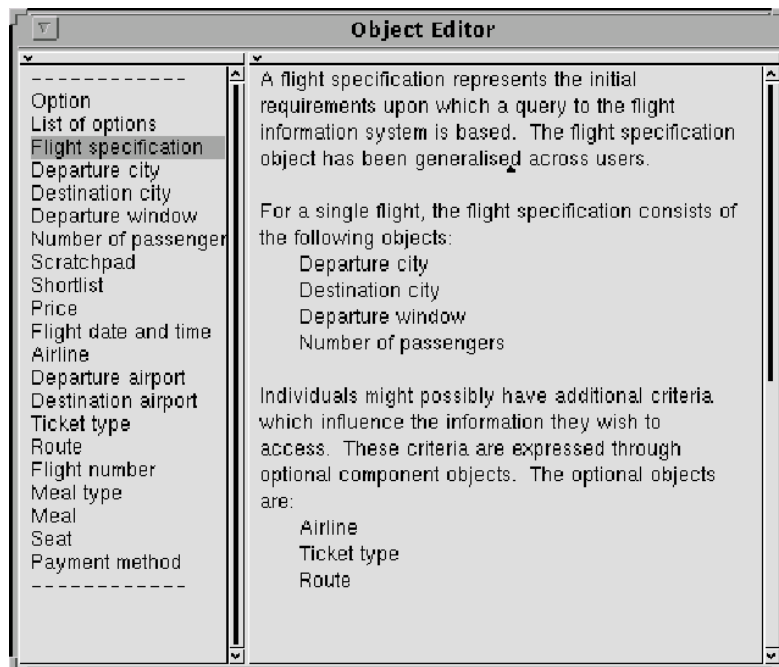 Object Editor
------------
Option
List of options
Flight specification
Departure city
Destination city
Departure window
Number of passenger
Scratchpad
Shortlist
Price
Flight date and time
Airline
Departure airport
Destination airport
Ticket type
Route
Flight number
Meal type
Meal
Seat
Payment method
------------
A flight specification represents the initial
requirements upon which a query to the flight
information system is based.  The flight specification
object has been generalised across users.
For a single flight, the flight specification consists of
the following objects:
Departure city
Destination city
Departure window
Number of passengers
Individuals might possibly have additional criteria
which influence the information they wish to
access.  These criteria are expressed through
optional component objects.  The optional objects
are:
Airline
Ticket type
Route